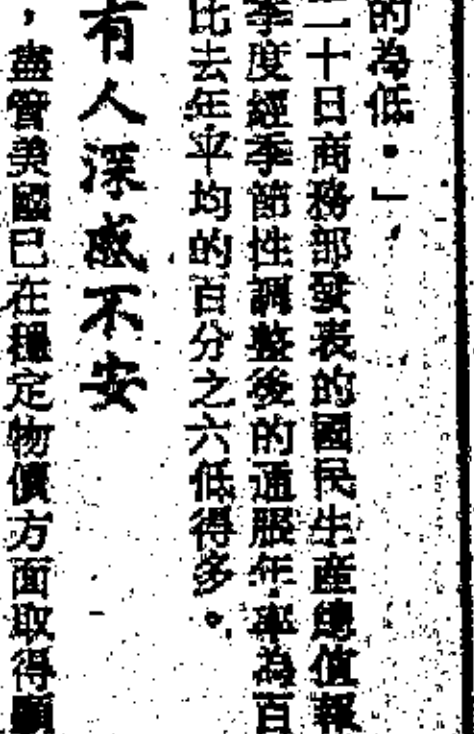 的為低。」
二十日商務部發表的國民生產總值報
季度經季節性調整後的通脹年率為百
比去年平均的百分之六低得多。
有人深感不安
，儘管美國已在穩定物價方面取得顯